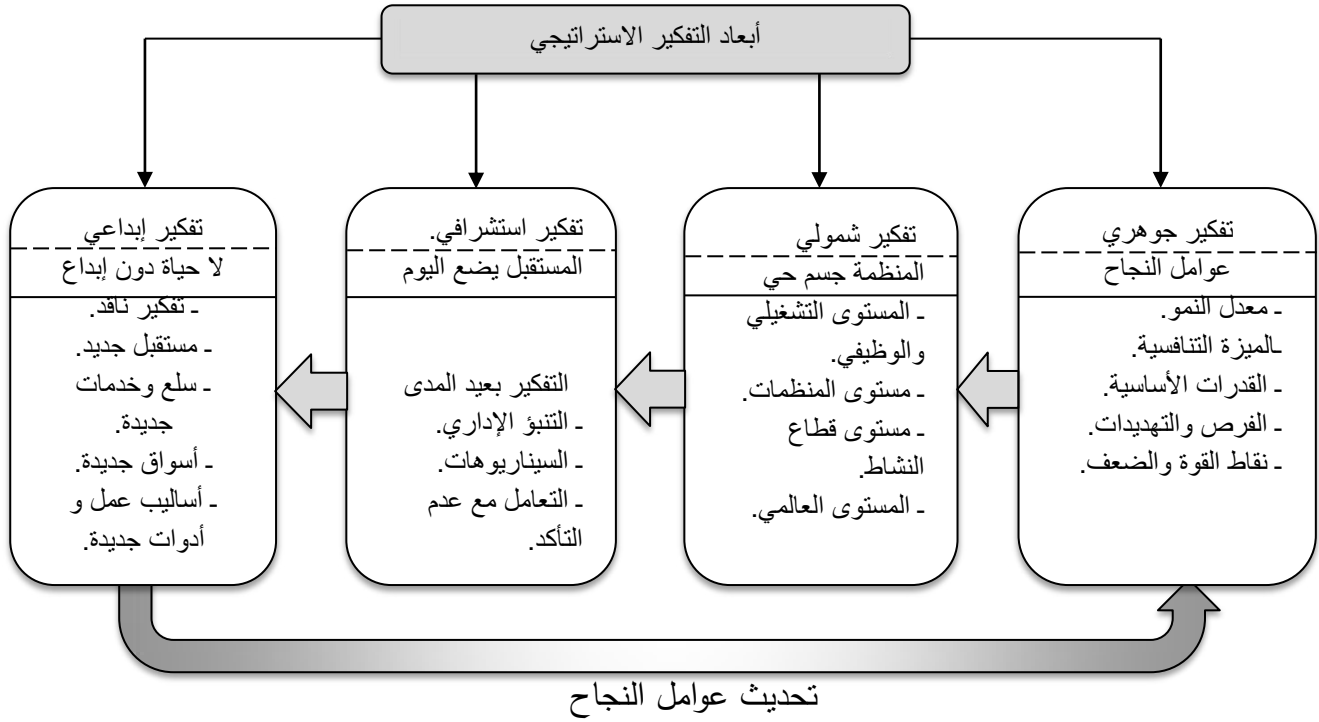 أبعاد التفكير الاستراتيجي
تفكير جوهري
عوامل النجاح
ـ معدل النمو.
ـالميزة التنافسية.
ـ القدرات الأساسية.
ـ الفرص والتهديدات.
ـ نقاط القوة والضعف.
تفكير شمولي
المنظمة جسم حي
ـ المستوى التشغيلي
والوظيفي.
ـ مستوى المنظمات.
ـ مستوى قطاع
النشاط.
ـ المستوى العالمي.
تفكير استشرافي.
المستقبل يضع اليوم
التفكير بعيد المدى
ـ التنبؤ الإداري.
ـ السيناريوهات.
ـ التعامل مع عدم
التأكد.
تفكير إبداعي
لا حياة دون إبداع
ـ تفكير ناقد.
ـ مستقبل جديد.
ـ سلع وخدمات
جديدة.
ـ أسواق جديدة.
ـ أساليب عمل و
أدوات جديدة.
تحديث عوامل النجاح